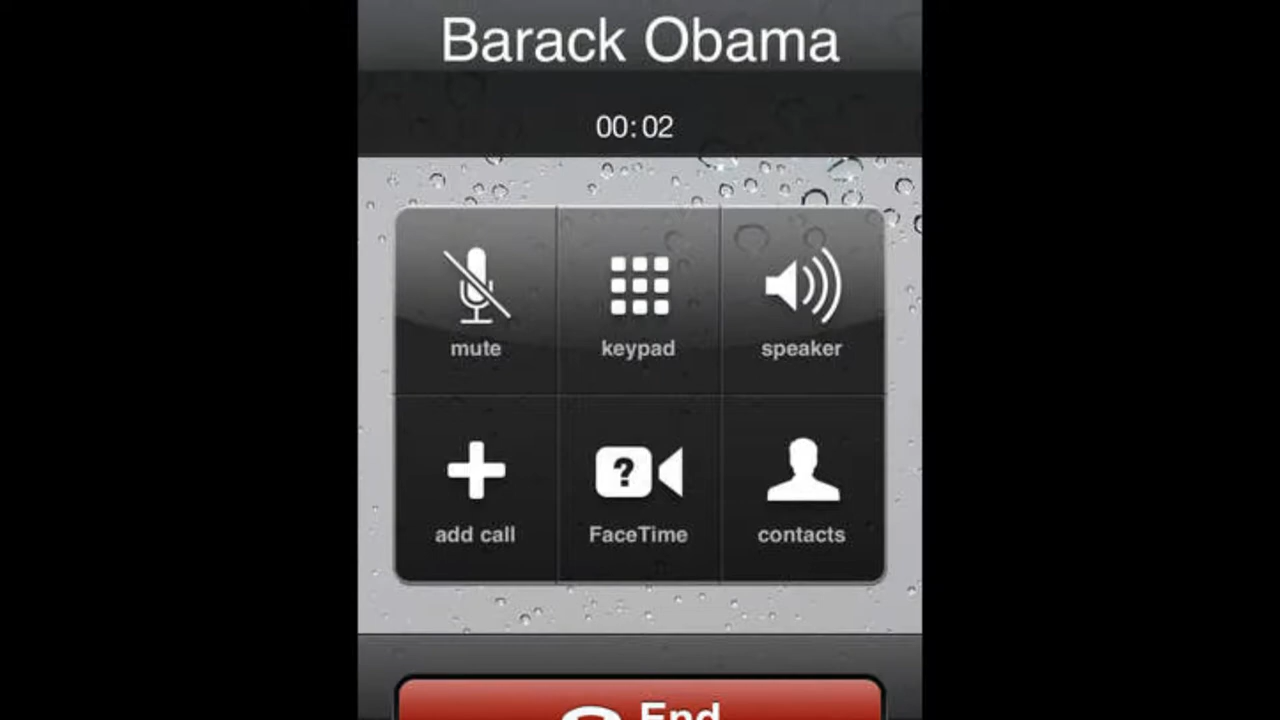 Barack Obama
00:02
mute keypad speaker
?
add call FaceTime contacts
End